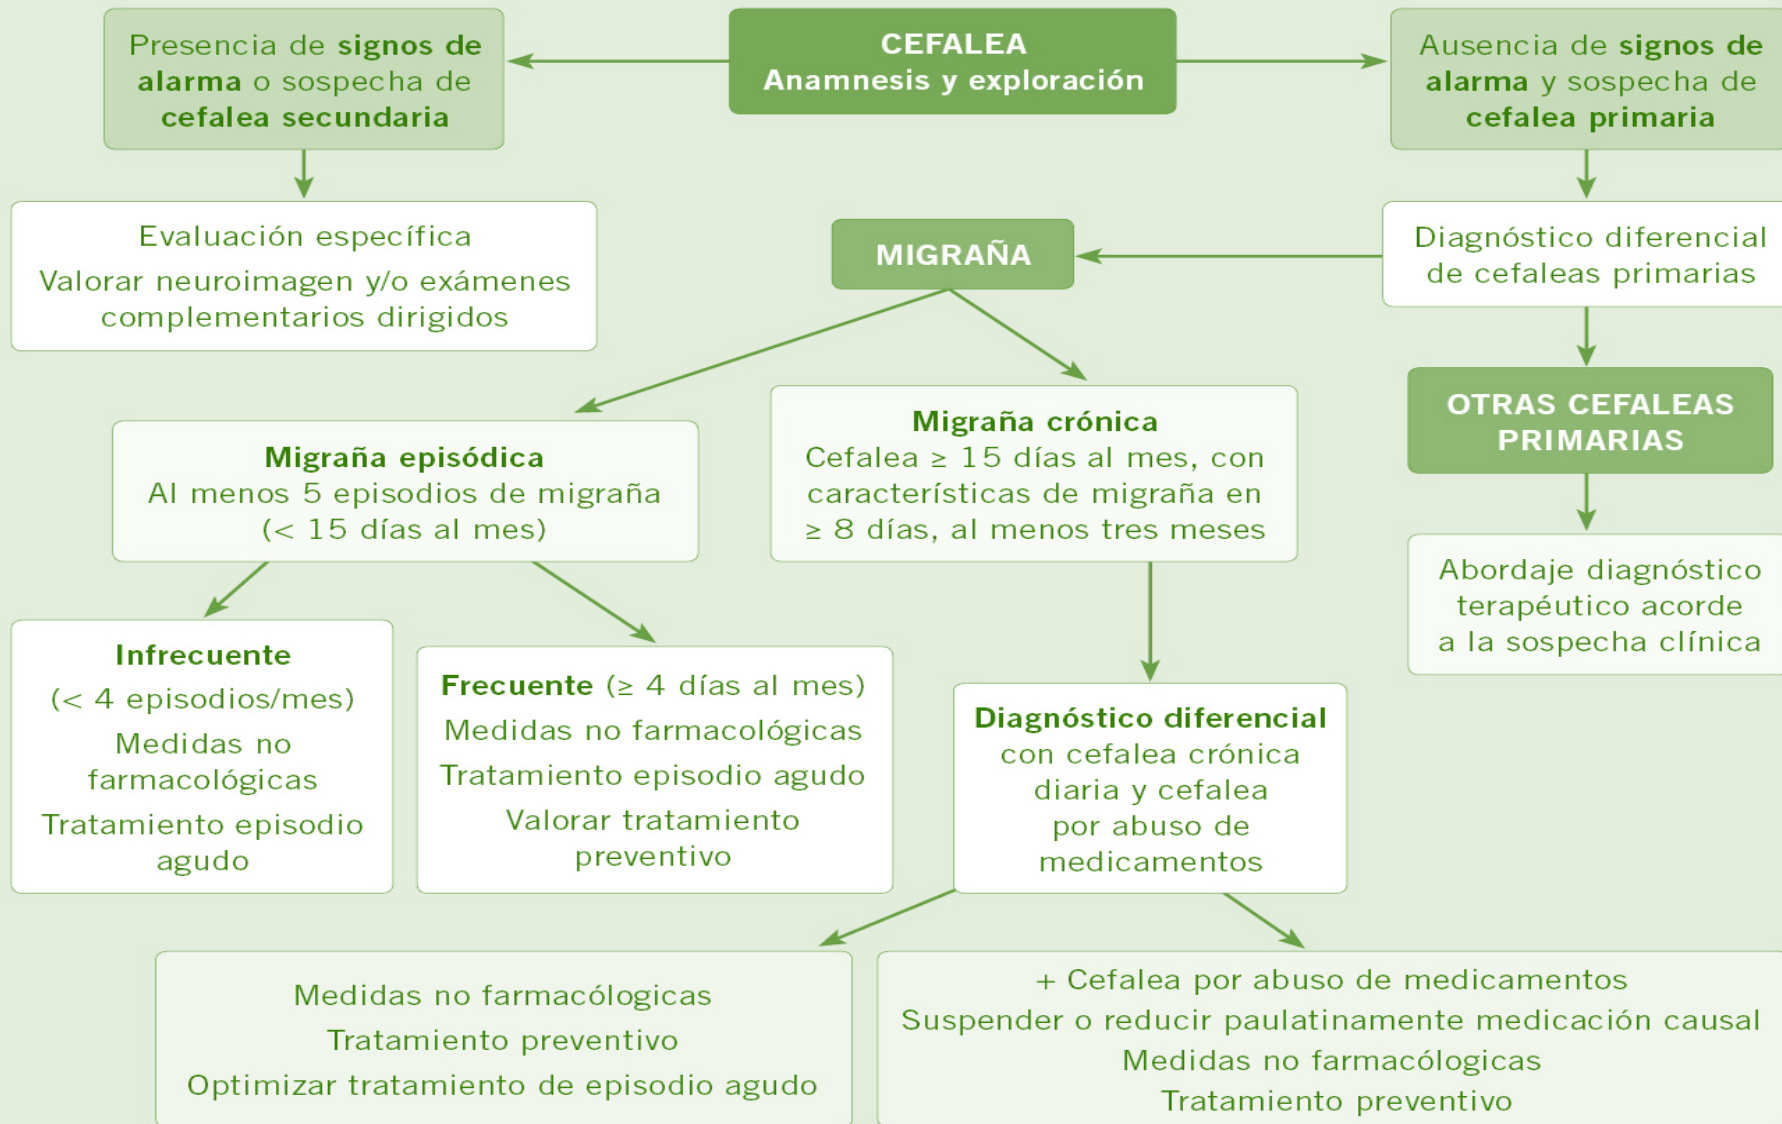 CEFALEA
Anamnesis y exploración
Presencia de signos de
alarma o sospecha de
cefalea secundaria
Ausencia de signos de
alarma y sospecha de
cefalea primaria
Evaluación específica
Valorar neuroimagen y/o exámenes
complementarios dirigidos
MIGRAÑA
Diagnóstico diferencial
de cefaleas primarias
OTRAS CEFALEAS
PRIMARIAS
Abordaje diagnóstico
terapéutico acorde
a la sospecha clínica
Migraña episódica
Al menos 5 episodios de migraña
(< 15 días al mes)
Migraña crónica
Cefalea ≥ 15 días al mes, con
características de migraña en
≥ 8 días, al menos tres meses
Infrecuente
(< 4 episodios/mes)
Medidas no
farmacológicas
Tratamiento episodio
agudo
Frecuente (≥ 4 días al mes)
Medidas no farmacológicas
Tratamiento episodio agudo
Valorar tratamiento
preventivo
Diagnóstico diferencial
con cefalea crónica
diaria y cefalea
por abuso de
medicamentos
Medidas no farmacólogicas
Tratamiento preventivo
Optimizar tratamiento de episodio agudo
+ Cefalea por abuso de medicamentos
Suspender o reducir paulatinamente medicación causal
Medidas no farmacólogicas
Tratamiento preventivo